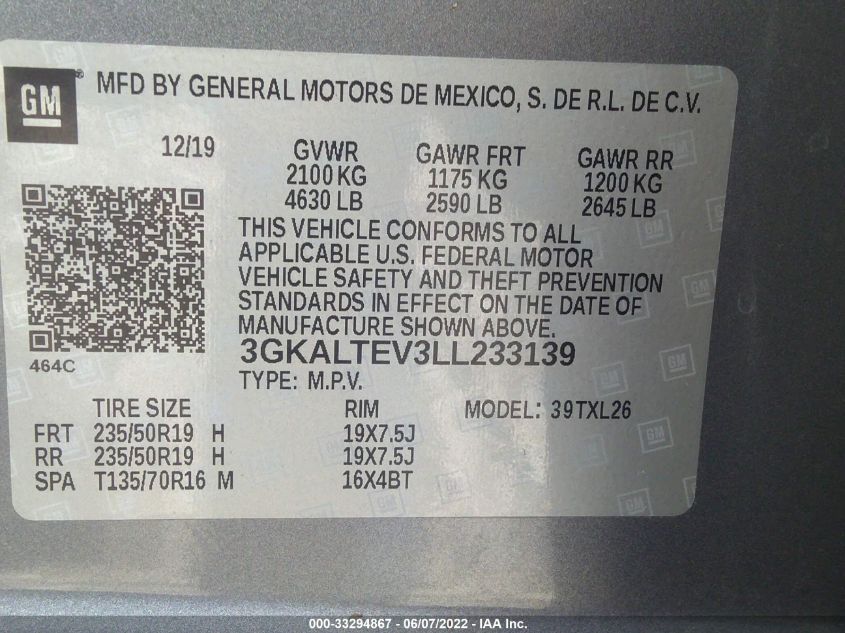 GM®
MFD BY GENERAL MOTORS DE MEXICO, S. DE R.L. DE C.V.
12/19 GVWR GAWR FRT GAWR RR
2100 KG 1175 KG 1200 KG
4630 LB 2590 LB 2645 LB
THIS VEHICLE CONFORMS TO ALL
APPLICABLE U.S. FEDERAL MOTOR
VEHICLE SAFETY AND THEFT PREVENTION
STANDARDS IN EFFECT ON THE DATE OF
MANUFACTURE SHOWN ABOVE.
464C
3GKALTEV3LL233139
TYPE: M.P.V.
TIRE SIZE RIM MODEL: 39TXL26
FRT 235/50R19 H 19X7.5J
RR 235/50R19 H 19X7.5J
SPA T135/70R16 M 16X4BT
000-33294867 - 06/07/2022 - IAA Inc.